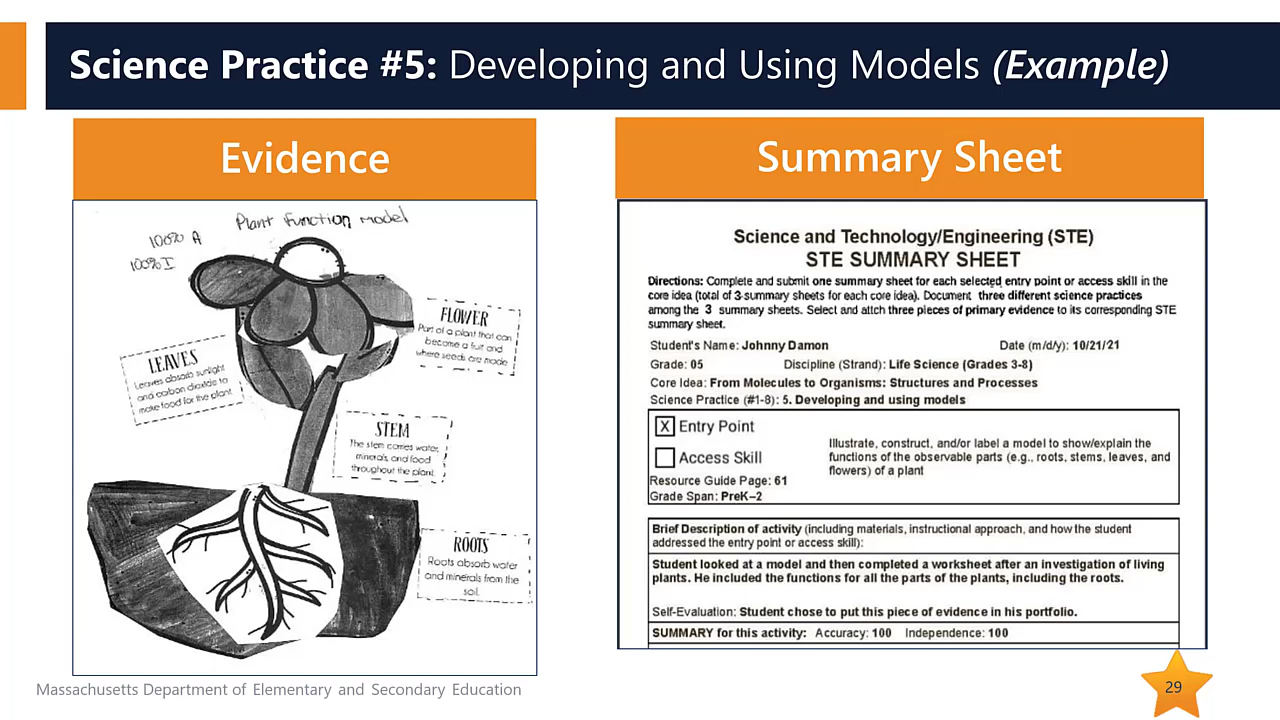 Science Practice #5: Developing and Using Models (Example)
Evidence
Plant function model
100% A
100% I
FLOWER
Part of a plant that can
become a fruit and
where seeds are made
LEAVES
Leaves absorb sunlight
and carbon dioxide to
make food for the plant.
STEM
The stem carries water,
minerals, and food
throughout the plant.
ROOTS
Roots absorb water
and minerals from the
soil.
Summary Sheet
Science and Technology/Engineering (STE)
STE SUMMARY SHEET
Directions: Complete and submit one summary sheet for each selected entry point or access skill in the
core idea (total of 3-summary sheets for each core idea). Document three different science practices
among the 3 summary sheets. Select and attch three pieces of primary evidence to its corresponding STE
summary sheet.
Student's Name: Johnny Damon Date (m/d/y): 10/21/21
Grade: 05 Discipline (Strand): Life Science (Grades 3-8)
Core Idea: From Molecules to Organisms: Structures and Processes
Science Practice (#1-8): 5. Developing and using models
X Entry Point
Access Skill
Illustrate, construct, and/or label a model to show/explain the
functions of the observable parts (e.g., roots, stems, leaves, and
flowers) of a plant
Resource Guide Page: 61
Grade Span: PreK–2
Brief Description of activity (including materials, instructional approach, and how the student
addressed the entry point or access skill):
Student looked at a model and then completed a worksheet after an investigation of living
plants. He included the functions for all the parts of the plants, including the roots.
Self-Evaluation: Student chose to put this piece of evidence in his portfolio.
SUMMARY for this activity: Accuracy: 100 Independence: 100
Massachusetts Department of Elementary and Secondary Education
29